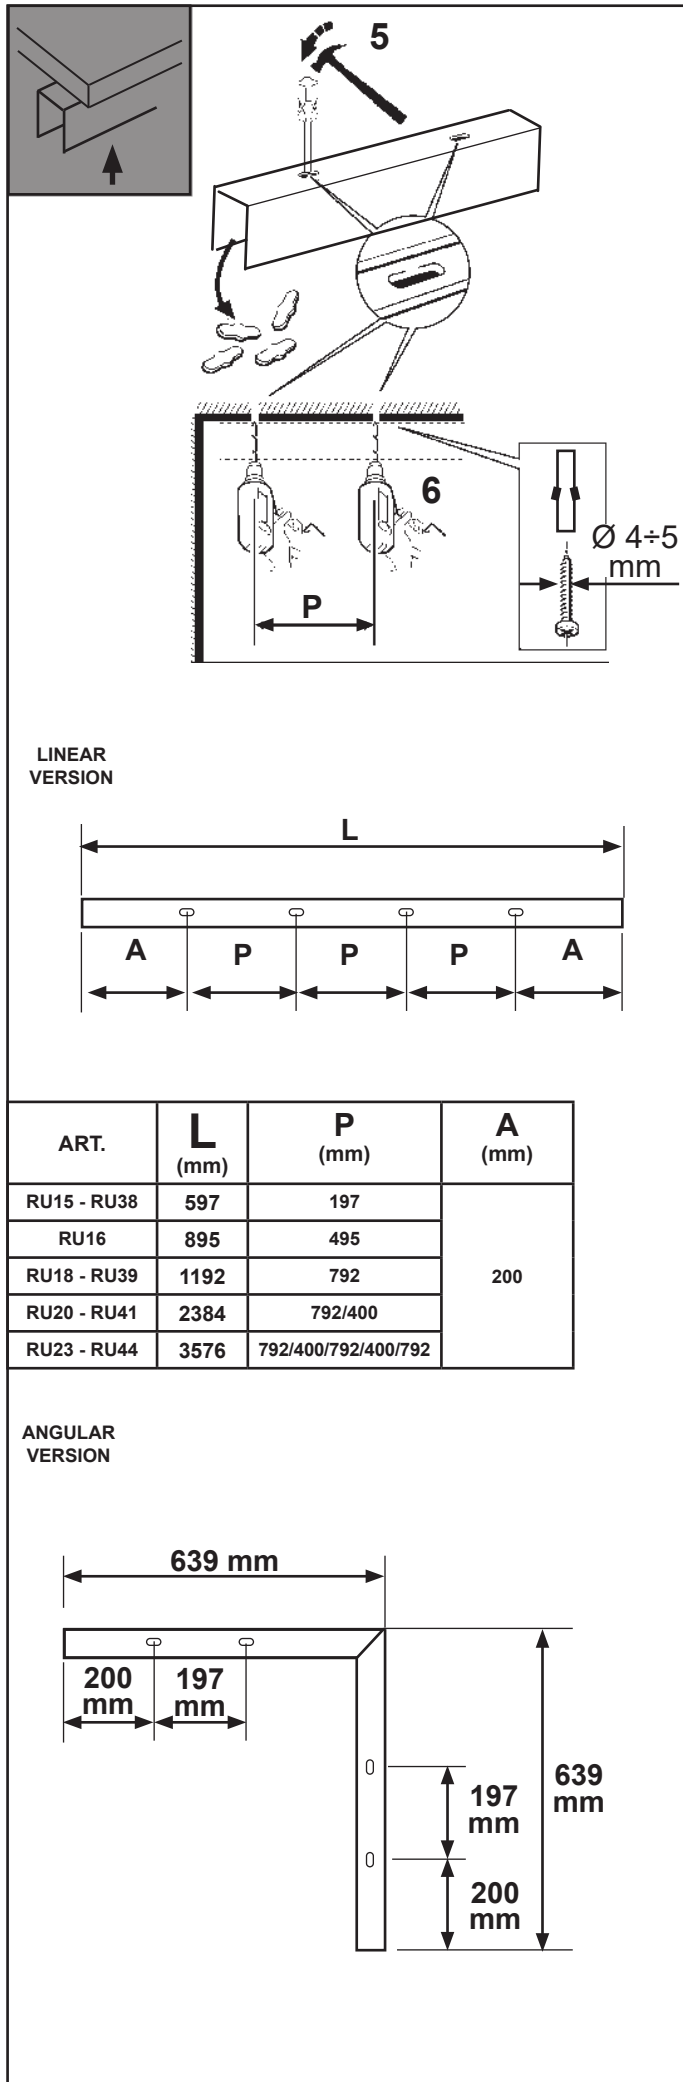 5
6
Ø 4÷5
mm
P
LINEAR
VERSION
L
A P P P A
ART. L (mm) P (mm) A (mm)
RU15 - RU38 597 197 200
RU16 895 495
RU18 - RU39 1192 792
RU20 - RU41 2384 792/400
RU23 - RU44 3576 792/400/792/400/792
ANGULAR
VERSION
639 mm
200 mm
197 mm
197 mm
639 mm
200 mm